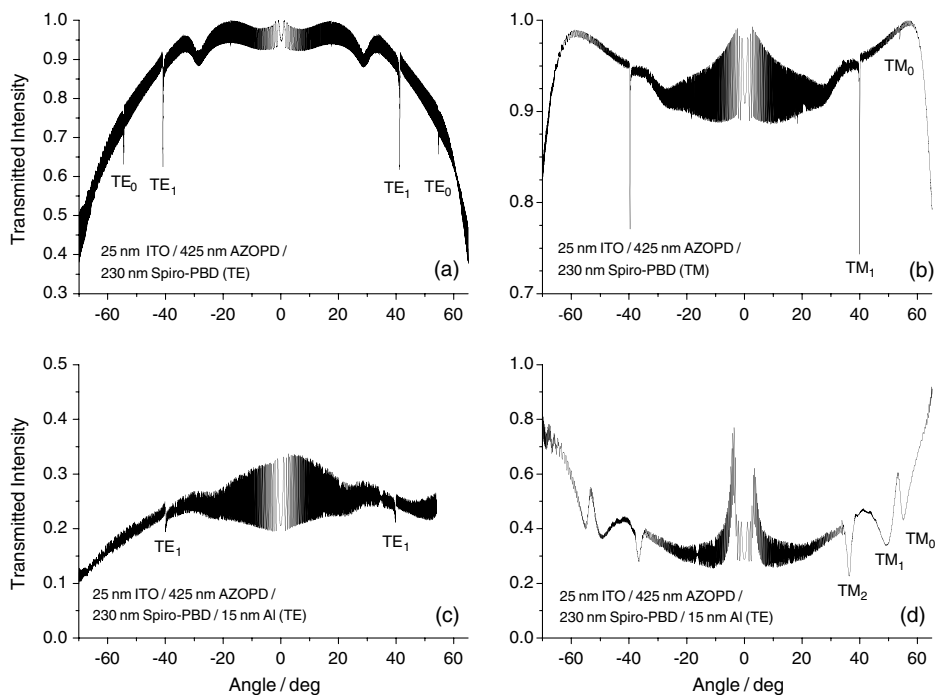 1.0
0.9
0.8
0.7
0.6
0.5
0.4
0.3
Transmitted Intensity
TE0
TE1
TE1
TE0
25 nm ITO / 425 nm AZOPD /
230 nm Spiro-PBD (TE)
(a)
-60 -40 -20 0 20 40 60
1.0
0.9
0.8
0.7
TM0
TM1
25 nm ITO / 425 nm AZOPD /
230 nm Spiro-PBD (TM)
(b)
-60 -40 -20 0 20 40 60
0.5
0.4
0.3
0.2
0.1
0.0
Transmitted Intensity
TE1
TE1
25 nm ITO / 425 nm AZOPD /
230 nm Spiro-PBD / 15 nm Al (TE)
(c)
-60 -40 -20 0 20 40 60
Angle / deg
1.0
0.8
0.6
0.4
0.2
0.0
TM0
TM1
TM2
25 nm ITO / 425 nm AZOPD /
230 nm Spiro-PBD / 15 nm Al (TE)
(d)
-60 -40 -20 0 20 40 60
Angle / deg